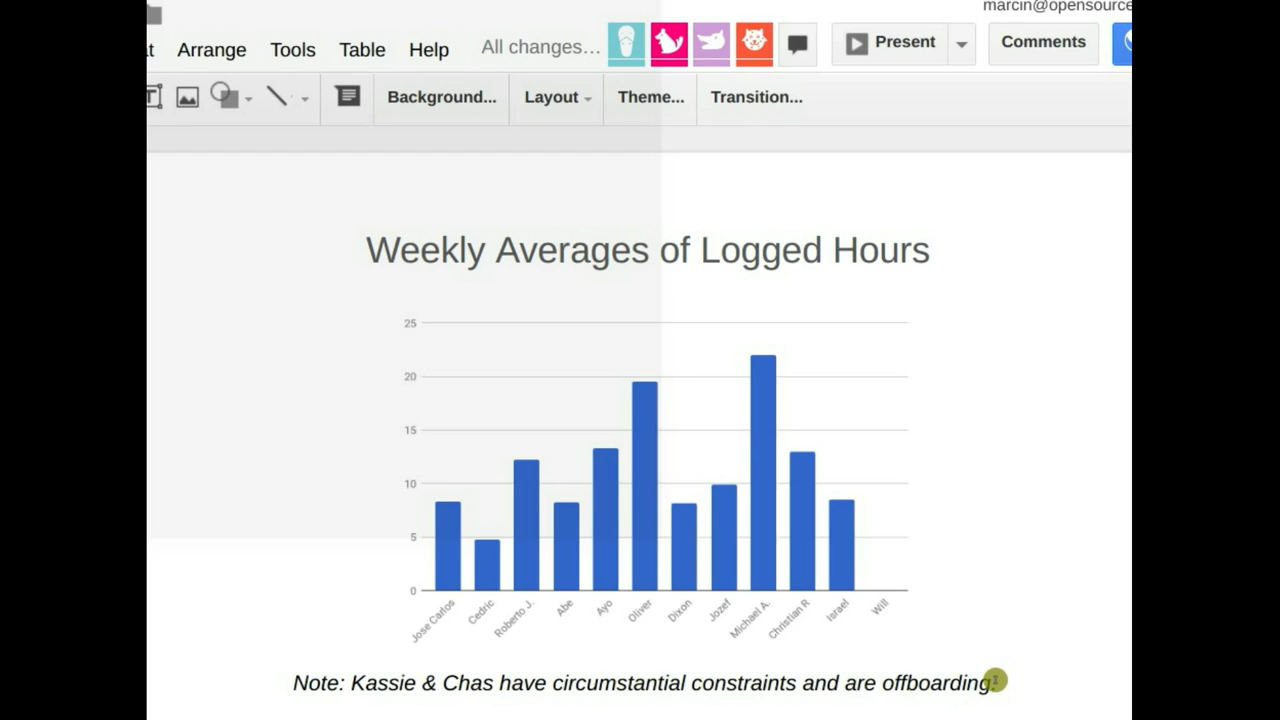 marcin@opensource
at Arrange Tools Table Help All changes... Present Comments
Background... Layout Theme... Transition...
Weekly Averages of Logged Hours
25
20
15
10
5
0
Jose Carlos Cedric Roberto J. Abe Ayo Oliver Dixon Jozef Michael A. Christian R Israel Will
Note: Kassie & Chas have circumstantial constraints and are offboarding.